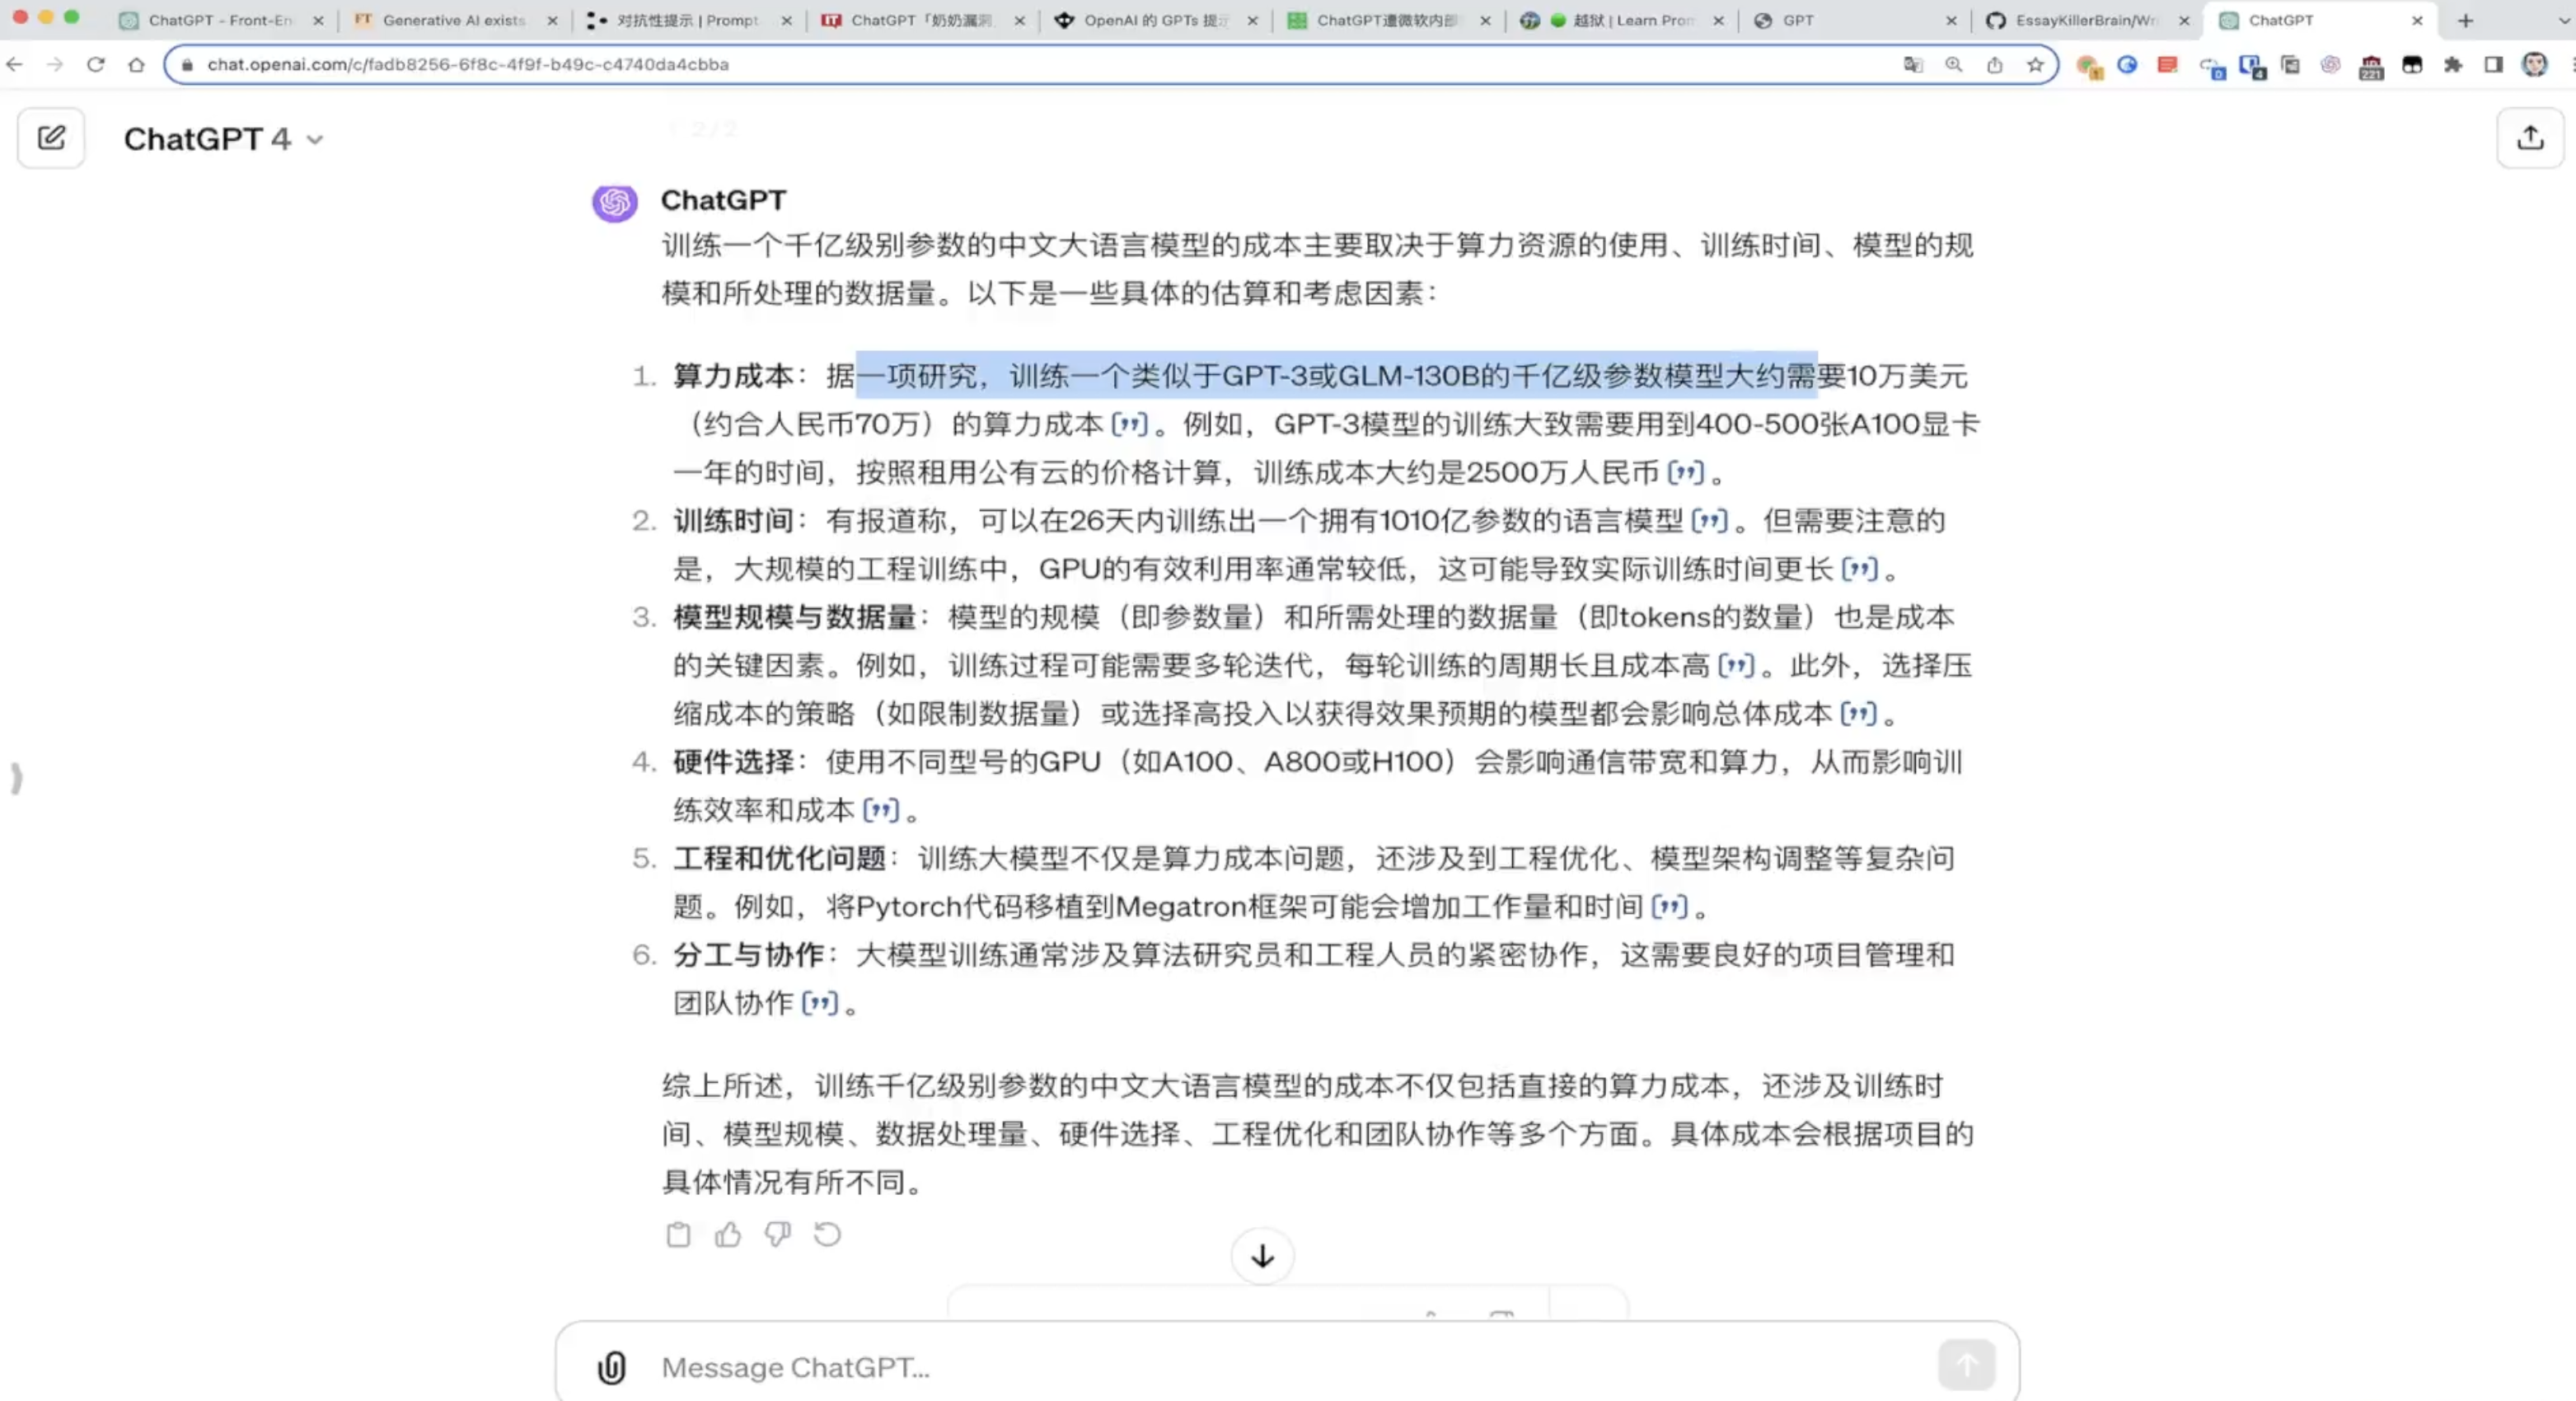 ChatGPT - Front-En
FT Generative AI exists
对抗性提示 | Prompt
ChatGPT「奶奶漏洞
OpenAI 的 GPTs 提示
ChatGPT遭微软内部
越狱 | Learn Prom
GPT
EssayKillerBrain/Wr
ChatGPT
chat.openai.com/c/fadb8256-6f8c-4f9f-b49c-c4740da4cbba
ChatGPT 4
2/2
ChatGPT
训练一个千亿级别参数的中文大语言模型的成本主要取决于算力资源的使用、训练时间、模型的规
模和所处理的数据量。以下是一些具体的估算和考虑因素：
1. 算力成本：据一项研究，训练一个类似于GPT-3或GLM-130B的千亿级参数模型大约需要10万美元
（约合人民币70万）的算力成本 [❞] 。例如，GPT-3模型的训练大致需要用到400-500张A100显卡
一年的时间，按照租用公有云的价格计算，训练成本大约是2500万人民币 [❞] 。
2. 训练时间：有报道称，可以在26天内训练出一个拥有1010亿参数的语言模型 [❞] 。但需要注意的
是，大规模的工程训练中，GPU的有效利用率通常较低，这可能导致实际训练时间更长 [❞] 。
3. 模型规模与数据量：模型的规模（即参数量）和所需处理的数据量（即tokens的数量）也是成本
的关键因素。例如，训练过程可能需要多轮迭代，每轮训练的周期长且成本高 [❞] 。此外，选择压
缩成本的策略（如限制数据量）或选择高投入以获得效果预期的模型都会影响总体成本 [❞] 。
4. 硬件选择：使用不同型号的GPU（如A100、A800或H100）会影响通信带宽和算力，从而影响训
练效率和成本 [❞] 。
5. 工程和优化问题：训练大模型不仅是算力成本问题，还涉及到工程优化、模型架构调整等复杂问
题。例如，将Pytorch代码移植到Megatron框架可能会增加工作量和时间 [❞] 。
6. 分工与协作：大模型训练通常涉及算法研究员和工程人员的紧密协作，这需要良好的项目管理和
团队协作 [❞] 。
综上所述，训练千亿级别参数的中文大语言模型的成本不仅包括直接的算力成本，还涉及训练时
间、模型规模、数据处理量、硬件选择、工程优化和团队协作等多个方面。具体成本会根据项目的
具体情况有所不同。
Message ChatGPT...